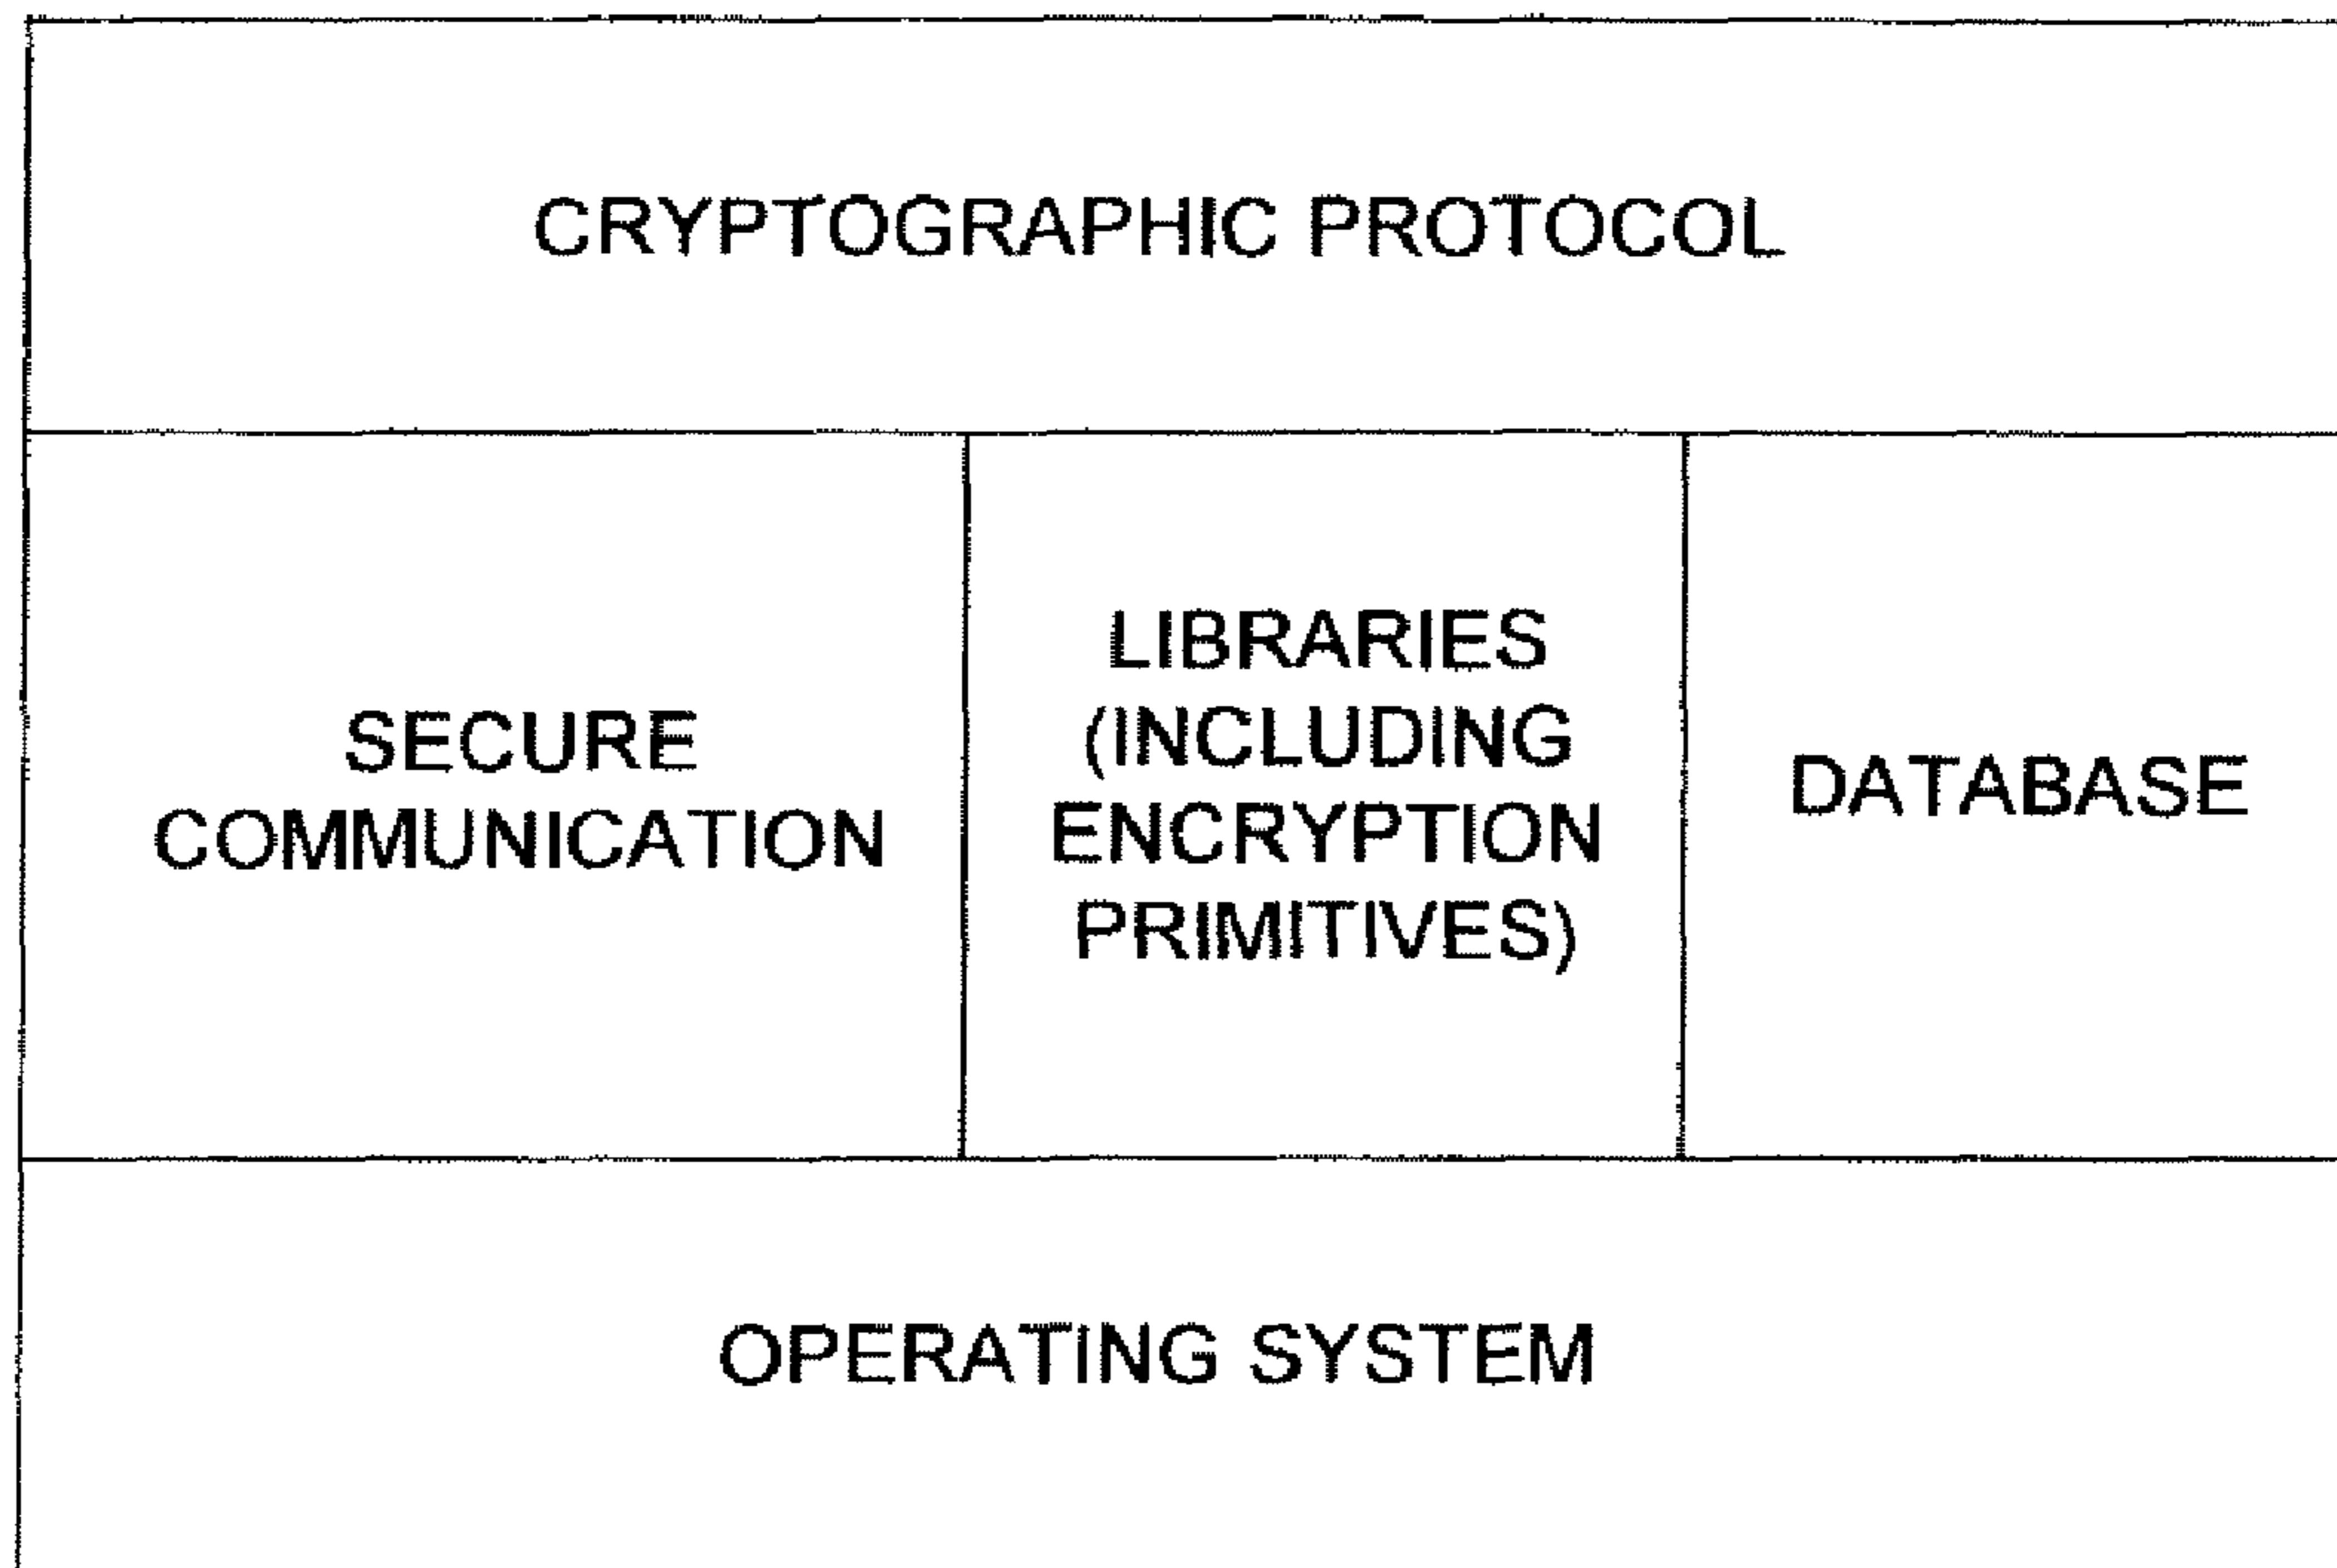 CRYPTOGRAPHIC PROTOCOL
SECURE
COMMUNICATION
LIBRARIES
(INCLUDING
ENCRYPTION
PRIMITIVES)
DATABASE
OPERATING SYSTEM